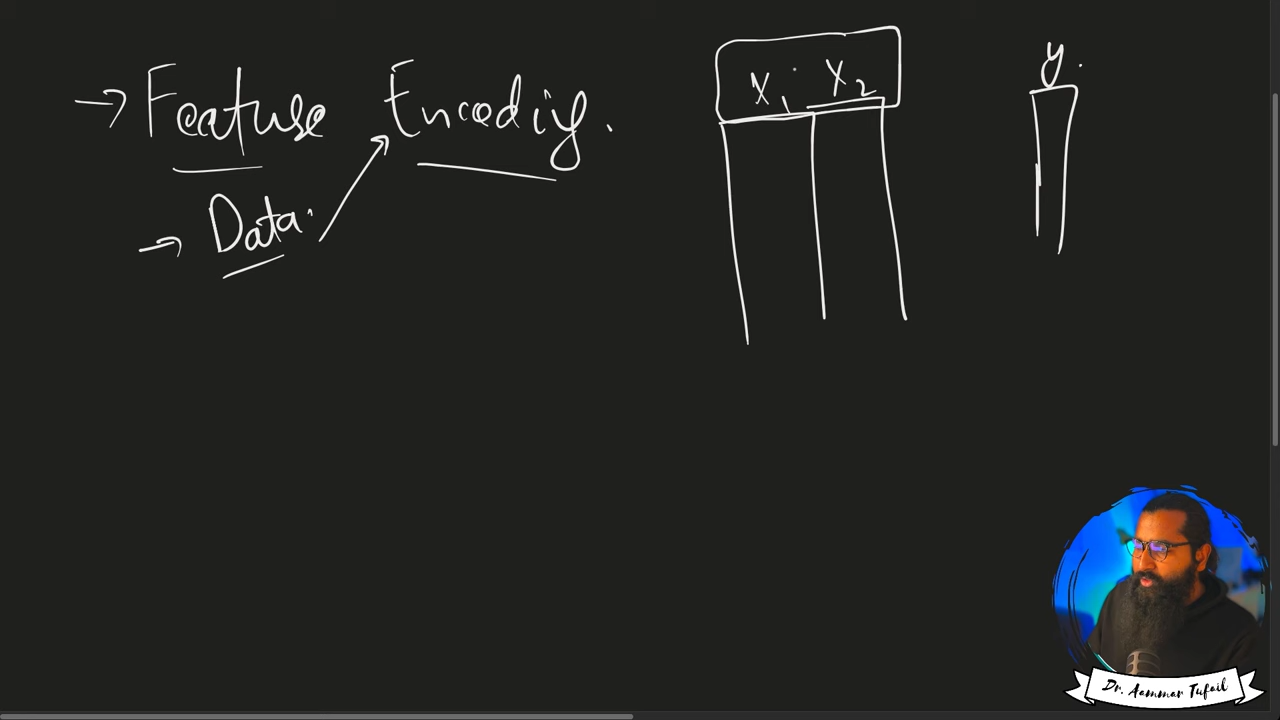 → Feature Encoding.
→ Data.
X1 X2
y.
Dr. Aammar Tufail